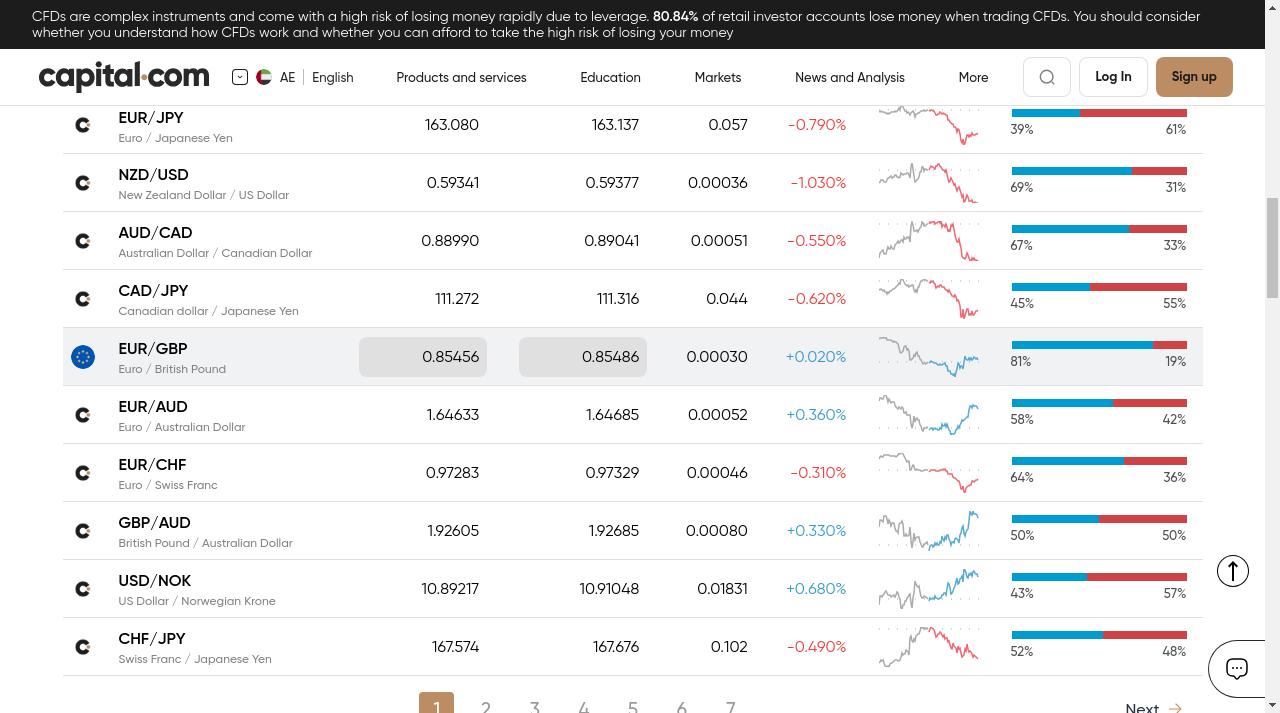 CFDs are complex instruments and come with a high risk of losing money rapidly due to leverage. 80.84% of retail investor accounts lose money when trading CFDs. You should consider
whether you understand how CFDs work and whether you can afford to take the high risk of losing your money
capital.com AE English Products and services Education Markets News and Analysis More Log In Sign up
EUR/JPY 163.080 163.137 0.057 -0.790%
Euro / Japanese Yen 39% 61%
NZD/USD 0.59341 0.59377 0.00036 -1.030%
New Zealand Dollar / US Dollar 69% 31%
AUD/CAD 0.88990 0.89041 0.00051 -0.550%
Australian Dollar / Canadian Dollar 67% 33%
CAD/JPY 111.272 111.316 0.044 -0.620%
Canadian dollar / Japanese Yen 45% 55%
EUR/GBP 0.85456 0.85486 0.00030 +0.020%
Euro / British Pound 81% 19%
EUR/AUD 1.64633 1.64685 0.00052 +0.360%
Euro / Australian Dollar 58% 42%
EUR/CHF 0.97283 0.97329 0.00046 -0.310%
Euro / Swiss Franc 64% 36%
GBP/AUD 1.92605 1.92685 0.00080 +0.330%
British Pound / Australian Dollar 50% 50%
USD/NOK 10.89217 10.91048 0.01831 +0.680%
US Dollar / Norwegian Krone 43% 57%
CHF/JPY 167.574 167.676 0.102 -0.490%
Swiss Franc / Japanese Yen 52% 48%
1 2 3 4 5 6 7 Next